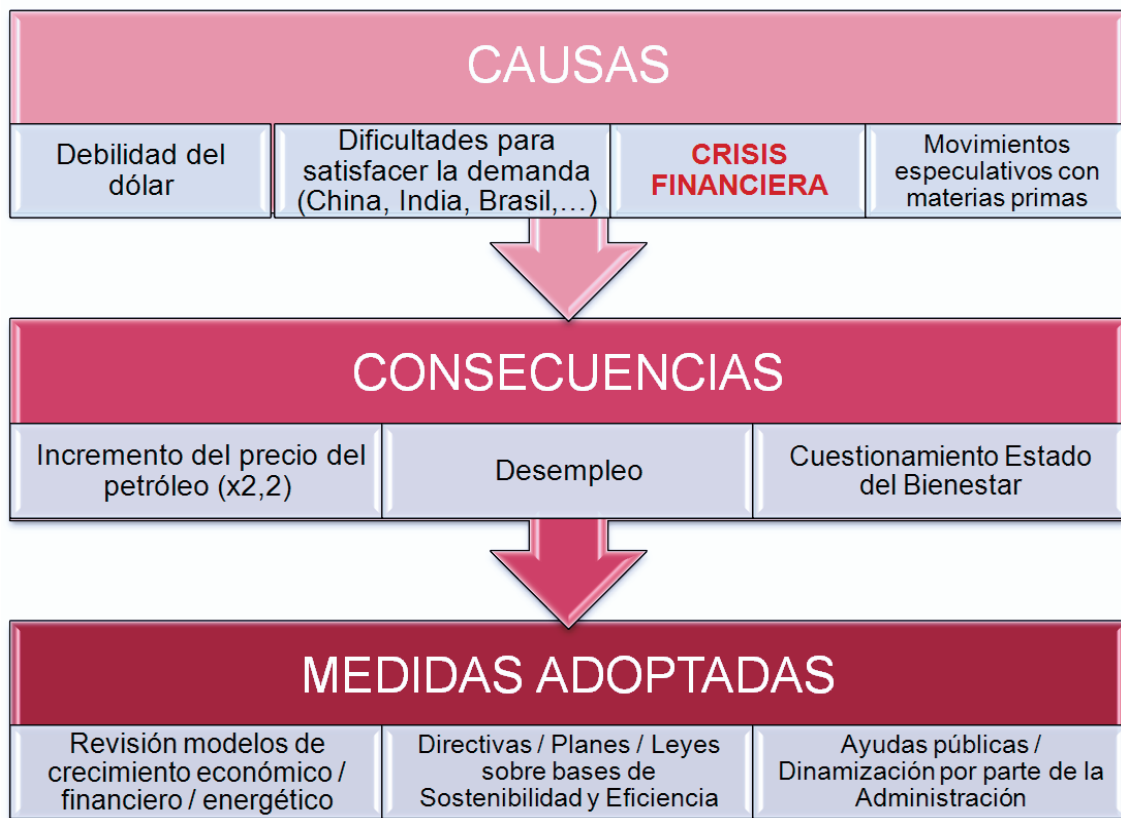 CAUSAS
Debilidad del
dólar
Dificultades para
satisfacer la demanda
(China, India, Brasil,…)
CRISIS
FINANCIERA
Movimientos
especulativos con
materias primas
CONSECUENCIAS
Incremento del precio del
petróleo (x2,2)
Desempleo
Cuestionamiento Estado
del Bienestar
MEDIDAS ADOPTADAS
Revisión modelos de
crecimiento económico /
financiero / energético
Directivas / Planes / Leyes
sobre bases de
Sostenibilidad y Eficiencia
Ayudas públicas /
Dinamización por parte de la
Administración